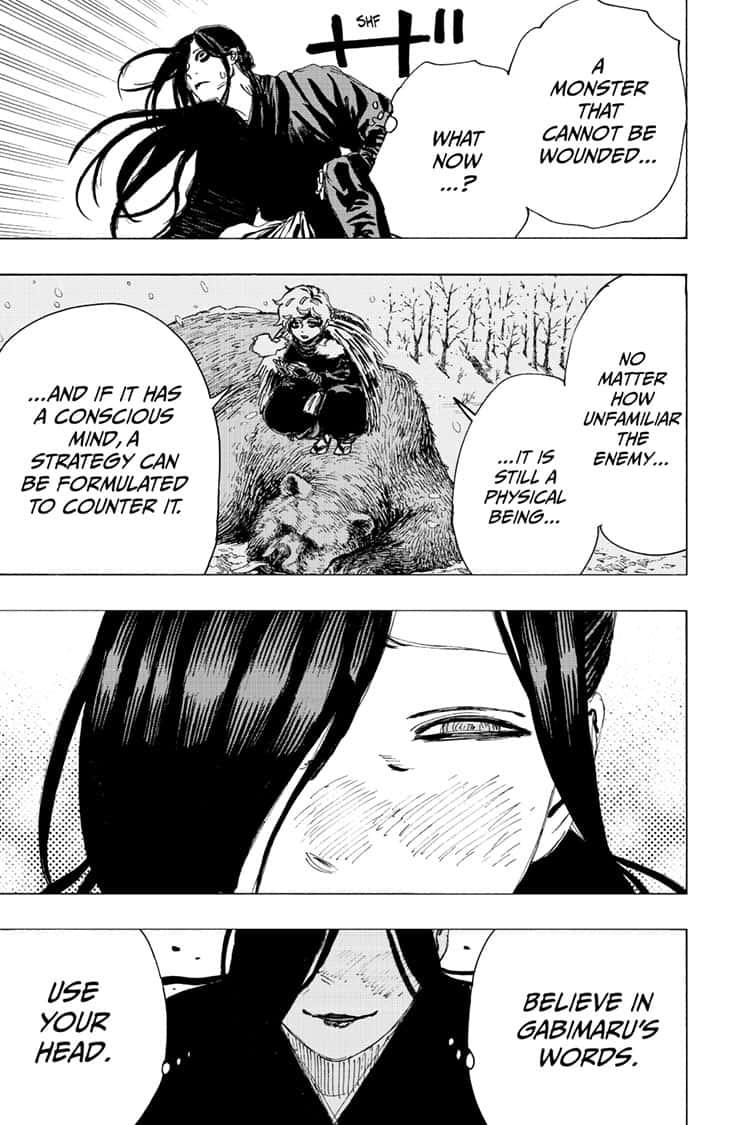 A
MONSTER
THAT
CANNOT BE
WOUNDED...
WHAT
NOW
...?
SHF
ザ"
NO
MATTER
HOW
UNFAMILIAR
THE
ENEMY...
...IT IS
STILL A
PHYSICAL
BEING...
...AND IF IT HAS
A CONSCIOUS
MIND, A
STRATEGY CAN
BE FORMULATED
TO COUNTER IT.
BELIEVE IN
GABIMARU'S
WORDS.
USE
YOUR
HEAD.